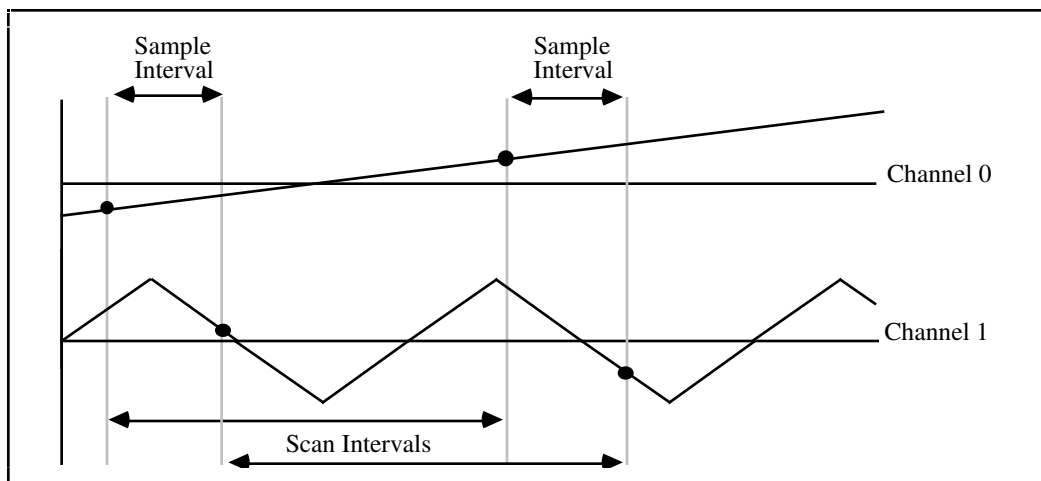 Sample
Interval
Sample
Interval
Channel 0
Channel 1
Scan Intervals